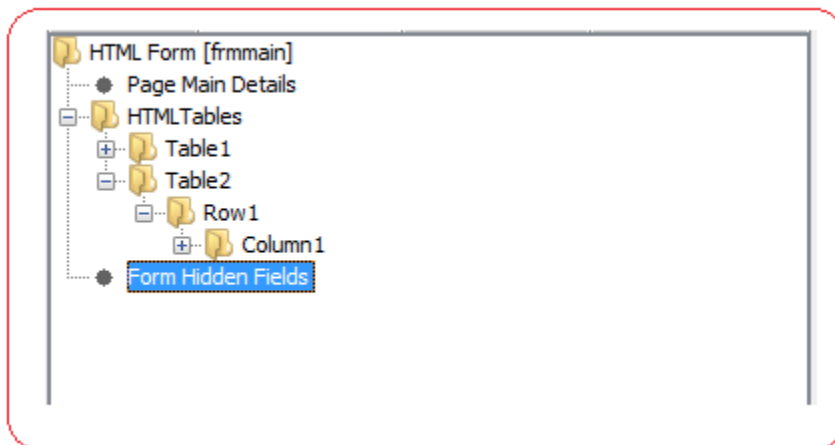 HTML Form [frmmain]
Page Main Details
HTMLTables
Table1
Table2
Row1
Column1
Form Hidden Fields